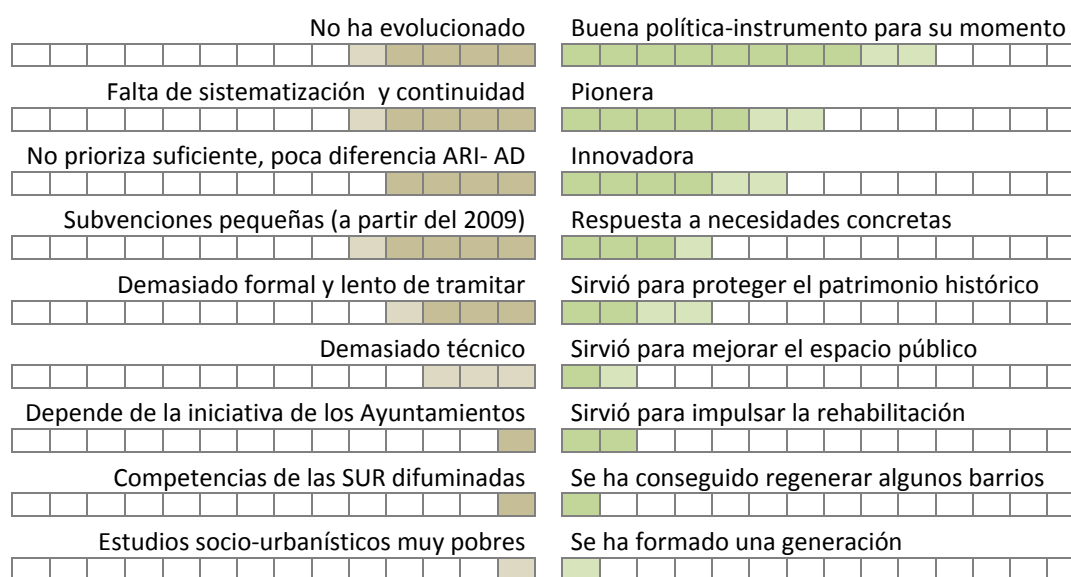 No ha evolucionado
Buena política-instrumento para su momento
Falta de sistematización y continuidad
Pionera
No prioriza suficiente, poca diferencia ARI- AD
Innovadora
Subvenciones pequeñas (a partir del 2009)
Respuesta a necesidades concretas
Demasiado formal y lento de tramitar
Sirvió para proteger el patrimonio histórico
Demasiado técnico
Sirvió para mejorar el espacio público
Depende de la iniciativa de los Ayuntamientos
Sirvió para impulsar la rehabilitación
Competencias de las SUR difuminadas
Se ha conseguido regenerar algunos barrios
Estudios socio-urbanísticos muy pobres
Se ha formado una generación